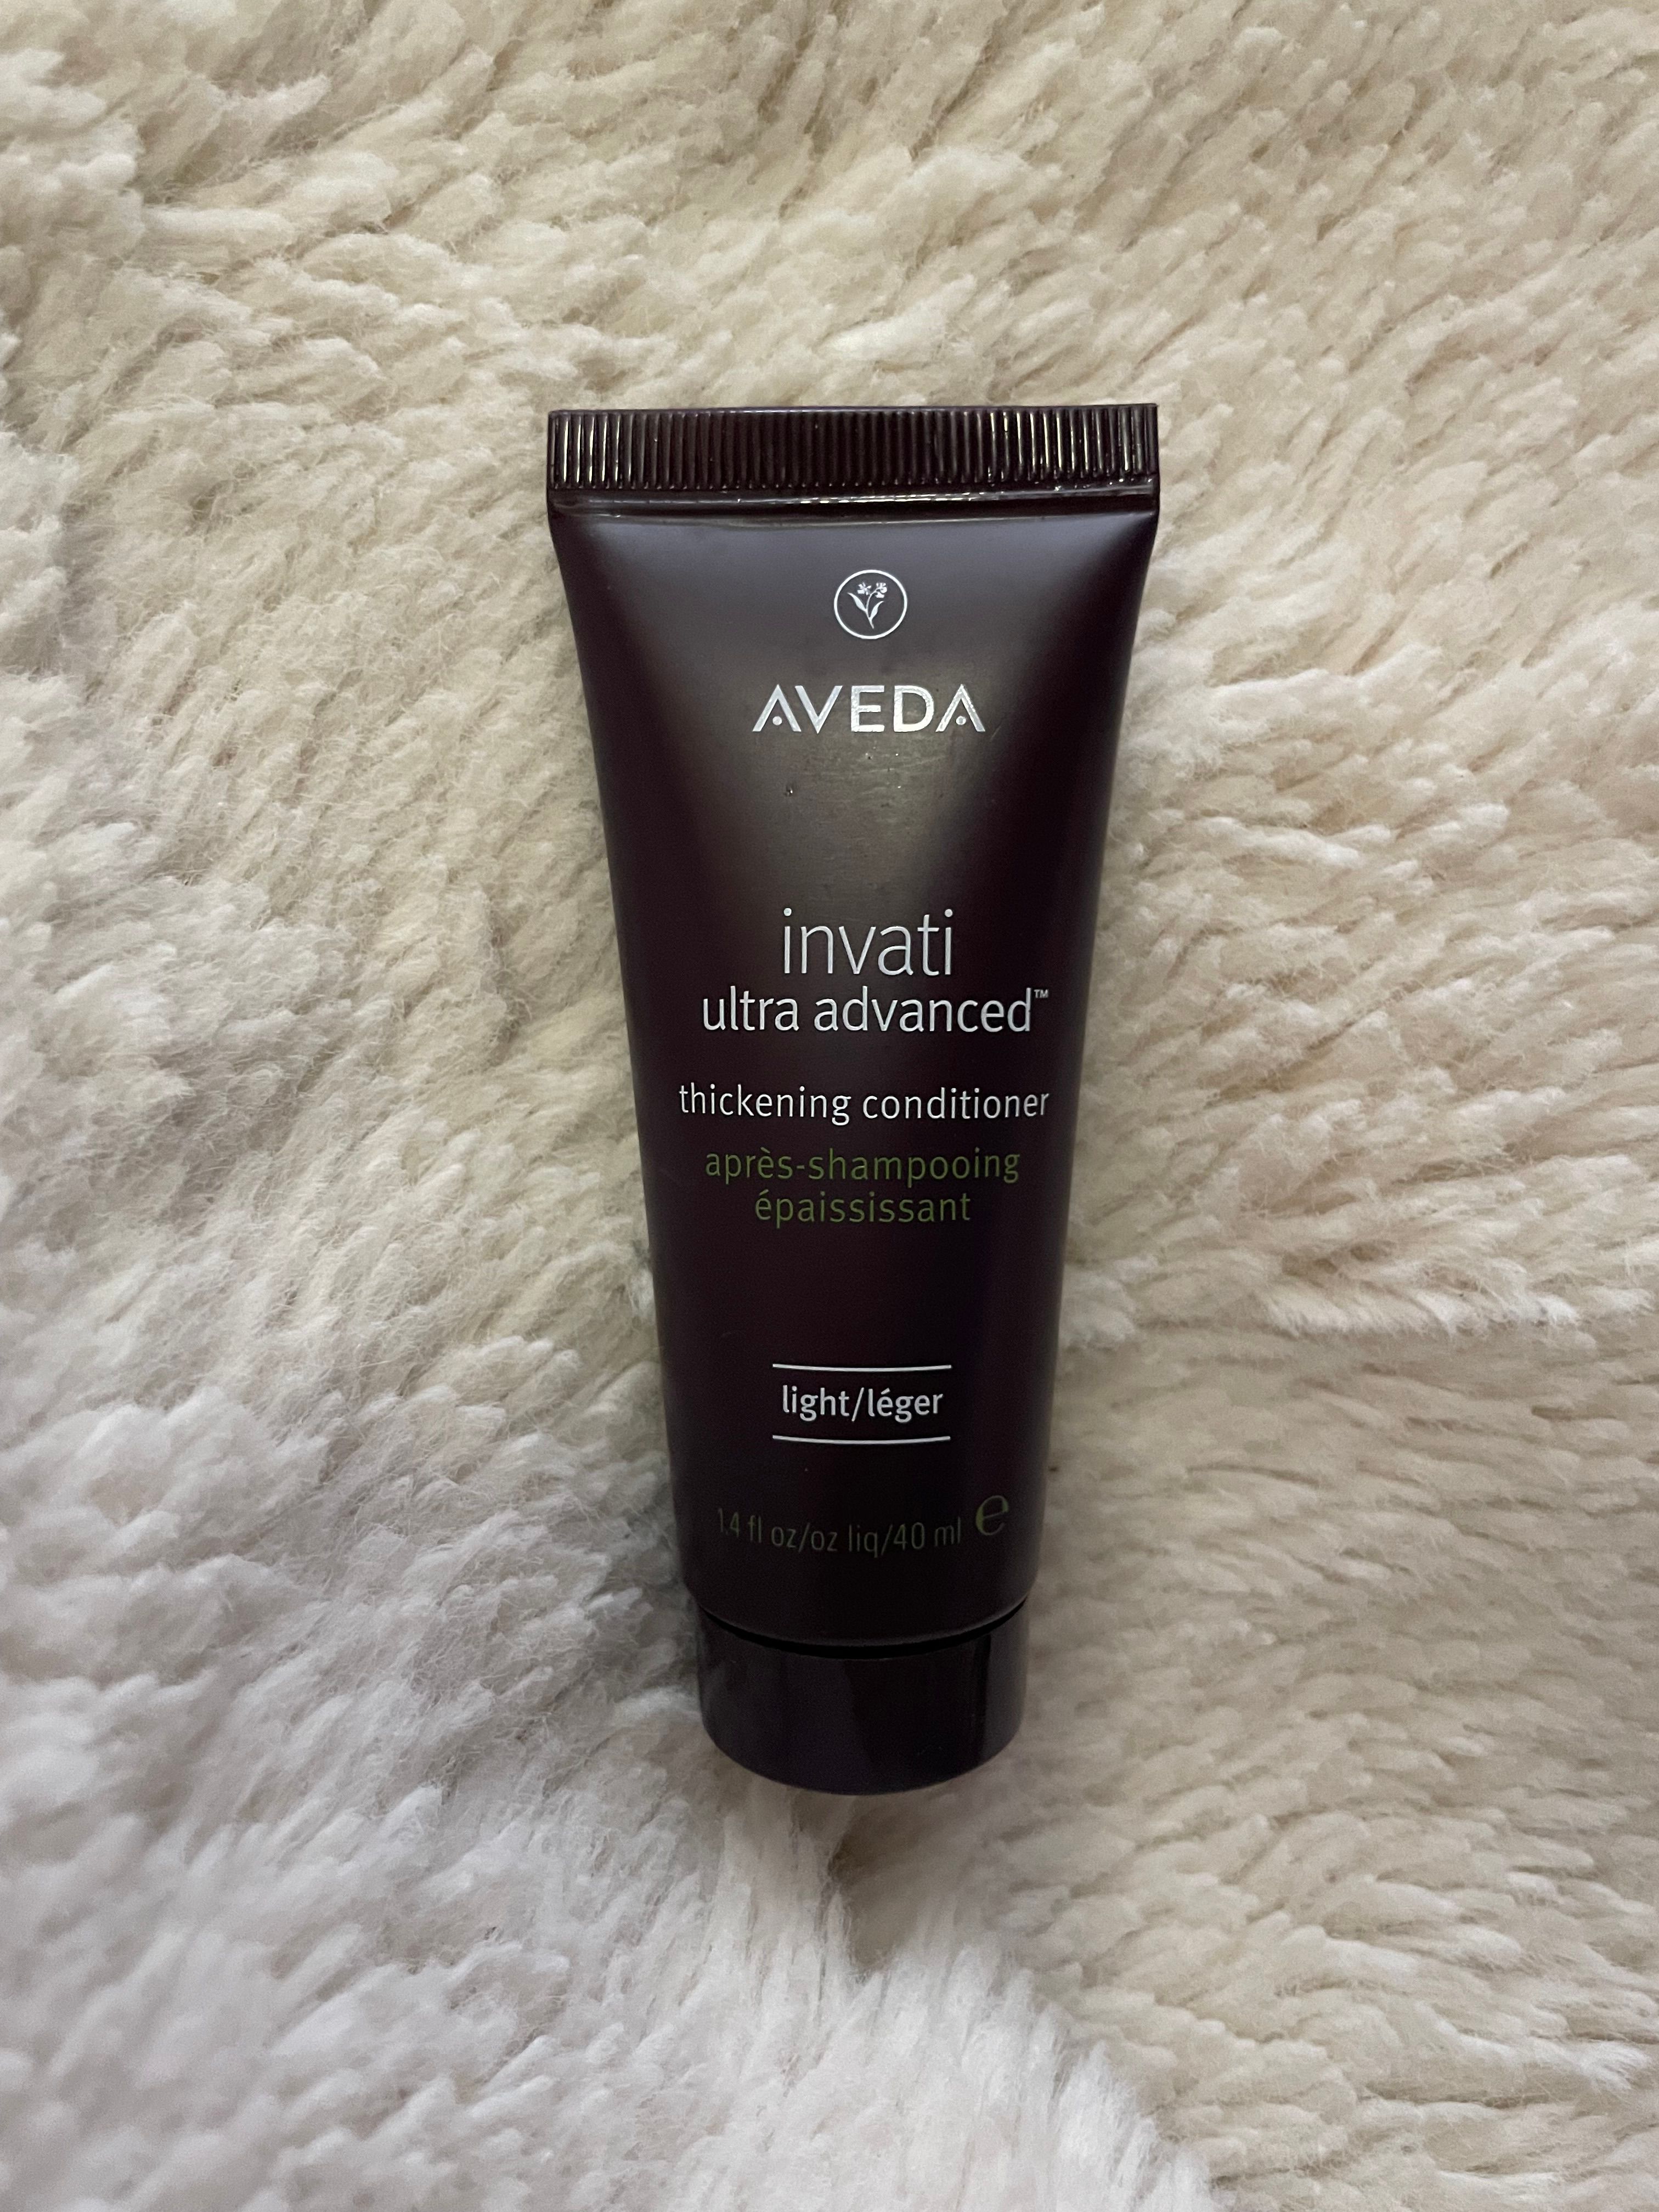 AVEDA
invati
ultra advanced™
thickening conditioner
après-shampooing
épaississant
light/léger
1.4 fl oz/oz liq/40 ml ℮